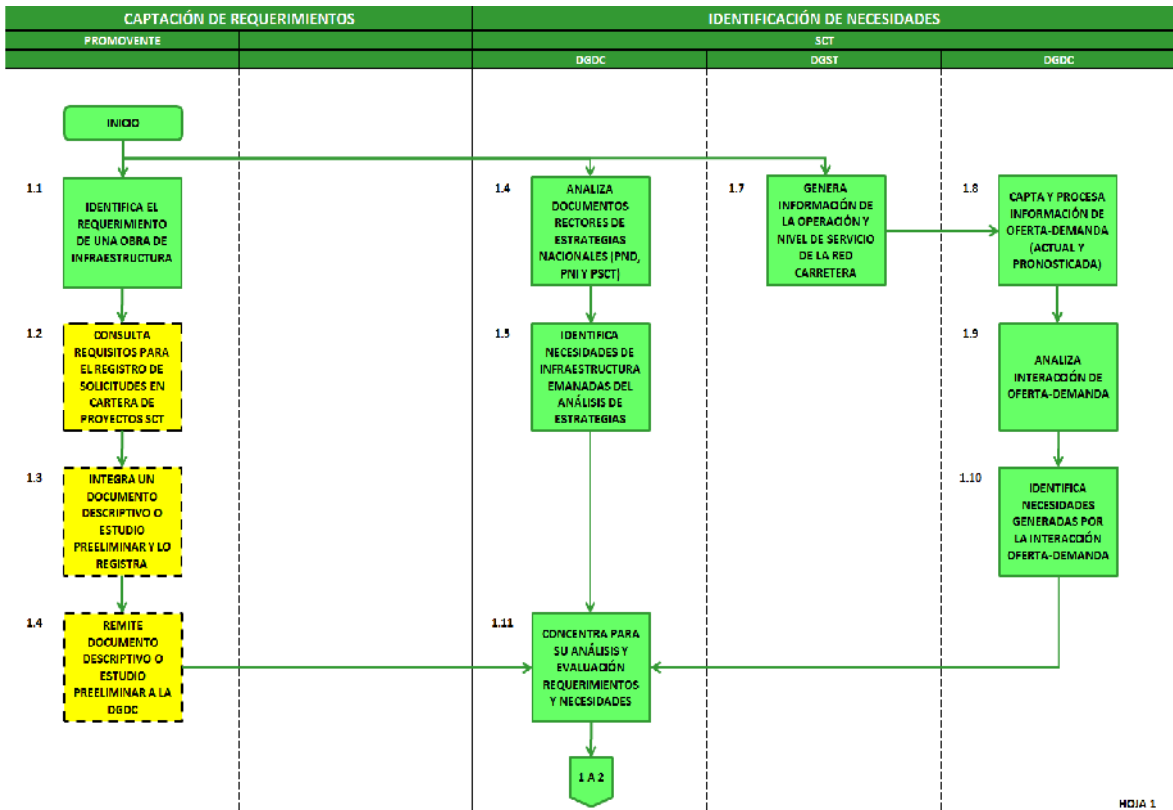 CAPTACIÓN DE REQUERIMIENTOS
IDENTIFICACIÓN DE NECESIDADES
PROMOVENTE
SCT
DGDC
DGST
DGDC
INICIO
1.1
IDENTIFICA EL
REQUERIMIENTO
DE UNA OBRA DE
INFRAESTRUCTURA
1.4
ANALIZA
DOCUMENTOS
RECTORES DE
ESTRATEGIAS
NACIONALES (PND,
PNI Y PSCT)
1.7
GENERA
INFORMACIÓN DE
LA OPERACIÓN Y
NIVEL DE SERVICIO
DE LA RED
CARRETERA
1.8
CAPTA Y PROCESA
INFORMACIÓN DE
OFERTA-DEMANDA
(ACTUAL Y
PRONOSTICADA)
1.2
CONSULTA
REQUISITOS PARA
EL REGISTRO DE
SOLICITUDES EN
CARTERA DE
PROYECTOS SCT
1.5
IDENTIFICA
NECESIDADES DE
INFRAESTRUCTURA
EMANADAS DEL
ANÁLISIS DE
ESTRATEGIAS
1.9
ANALIZA
INTERACCIÓN DE
OFERTA-DEMANDA
1.3
INTEGRA UN
DOCUMENTO
DESCRIPTIVO O
ESTUDIO
PREELIMINAR Y LO
REGISTRA
1.10
IDENTIFICA
NECESIDADES
GENERADAS POR
LA INTERACCIÓN
OFERTA-DEMANDA
1.4
REMITE
DOCUMENTO
DESCRIPTIVO O
ESTUDIO
PREELIMINAR A LA
DGDC
1.11
CONCENTRA PARA
SU ANÁLISIS Y
EVALUACIÓN
REQUERIMIENTOS
Y NECESIDADES
1 A 2
HOJA 1